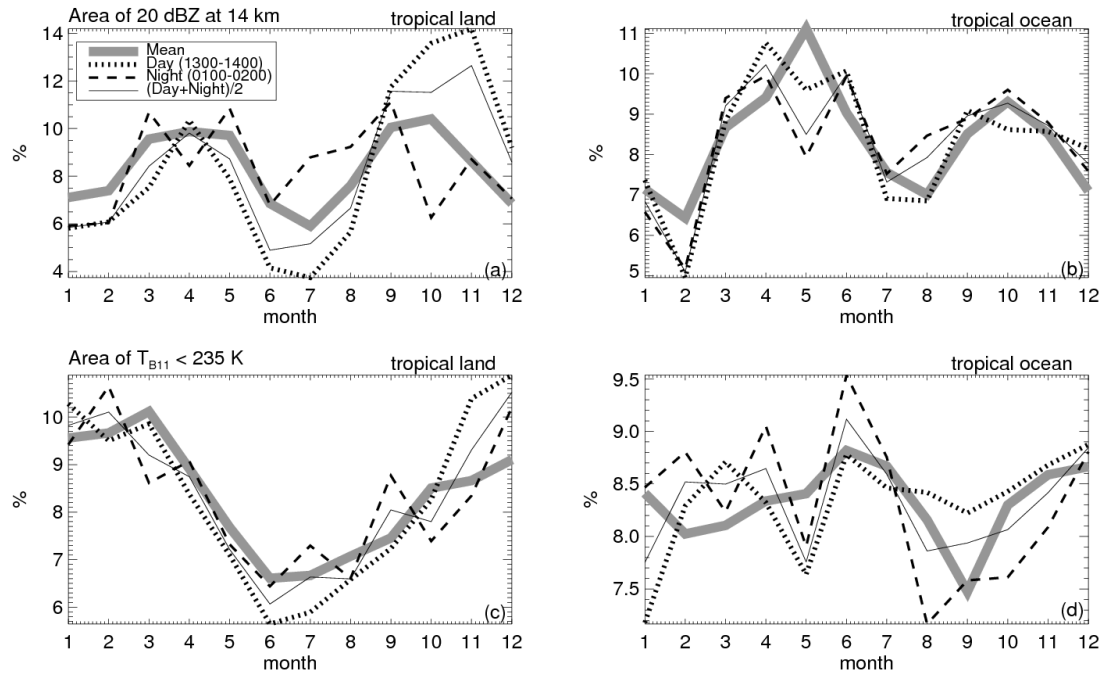 Area of 20 dBZ at 14 km
tropical land
14
12
10
8
6
4
%
Mean
Day (1300-1400)
Night (0100-0200)
(Day+Night)/2
(a)
1 2 3 4 5 6 7 8 9 10 11 12
month
tropical ocean
11
10
9
8
7
6
5
%
(b)
1 2 3 4 5 6 7 8 9 10 11 12
month
Area of TB11 < 235 K
tropical land
10
9
8
7
6
%
(c)
1 2 3 4 5 6 7 8 9 10 11 12
month
tropical ocean
9.5
9.0
8.5
8.0
7.5
%
(d)
1 2 3 4 5 6 7 8 9 10 11 12
month